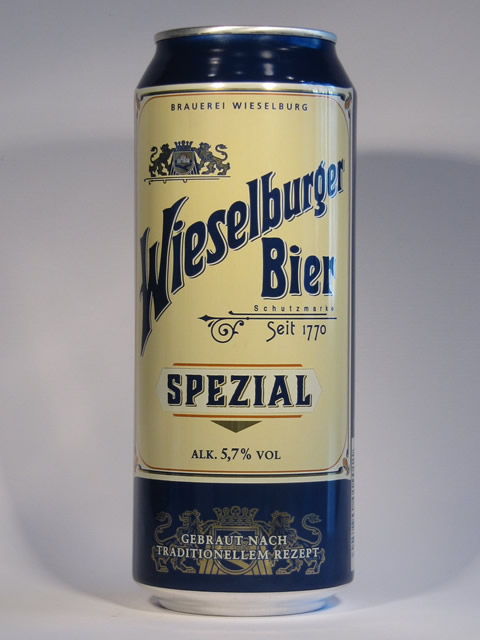 BRAUEREI WIESELBURG
Wieselburger
Bier
Schutzmarke
Seit 1770
SPEZIAL
ALK. 5,7% VOL
GEBRAUT NACH
TRADITIONELLEM REZEPT